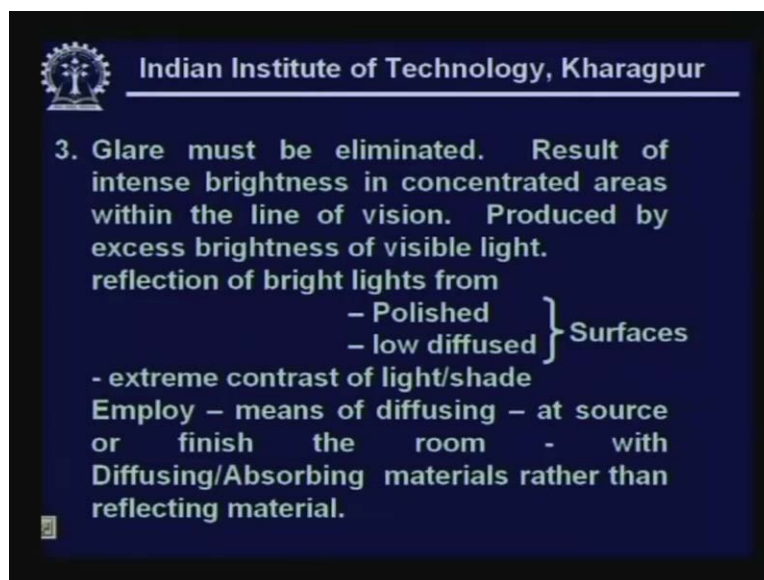 Indian Institute of Technology, Kharagpur
3. Glare must be eliminated. Result of
intense brightness in concentrated areas
within the line of vision. Produced by
excess brightness of visible light.
reflection of bright lights from
– Polished
– low diffused } Surfaces
- extreme contrast of light/shade
Employ – means of diffusing – at source
or finish the room - with
Diffusing/Absorbing materials rather than
reflecting material.